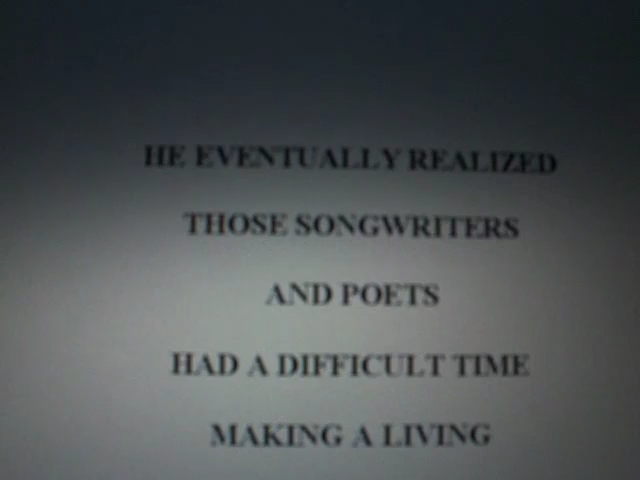 HE EVENTUALLY REALIZED
THOSE SONGWRITERS
AND POETS
HAD A DIFFICULT TIME
MAKING A LIVING